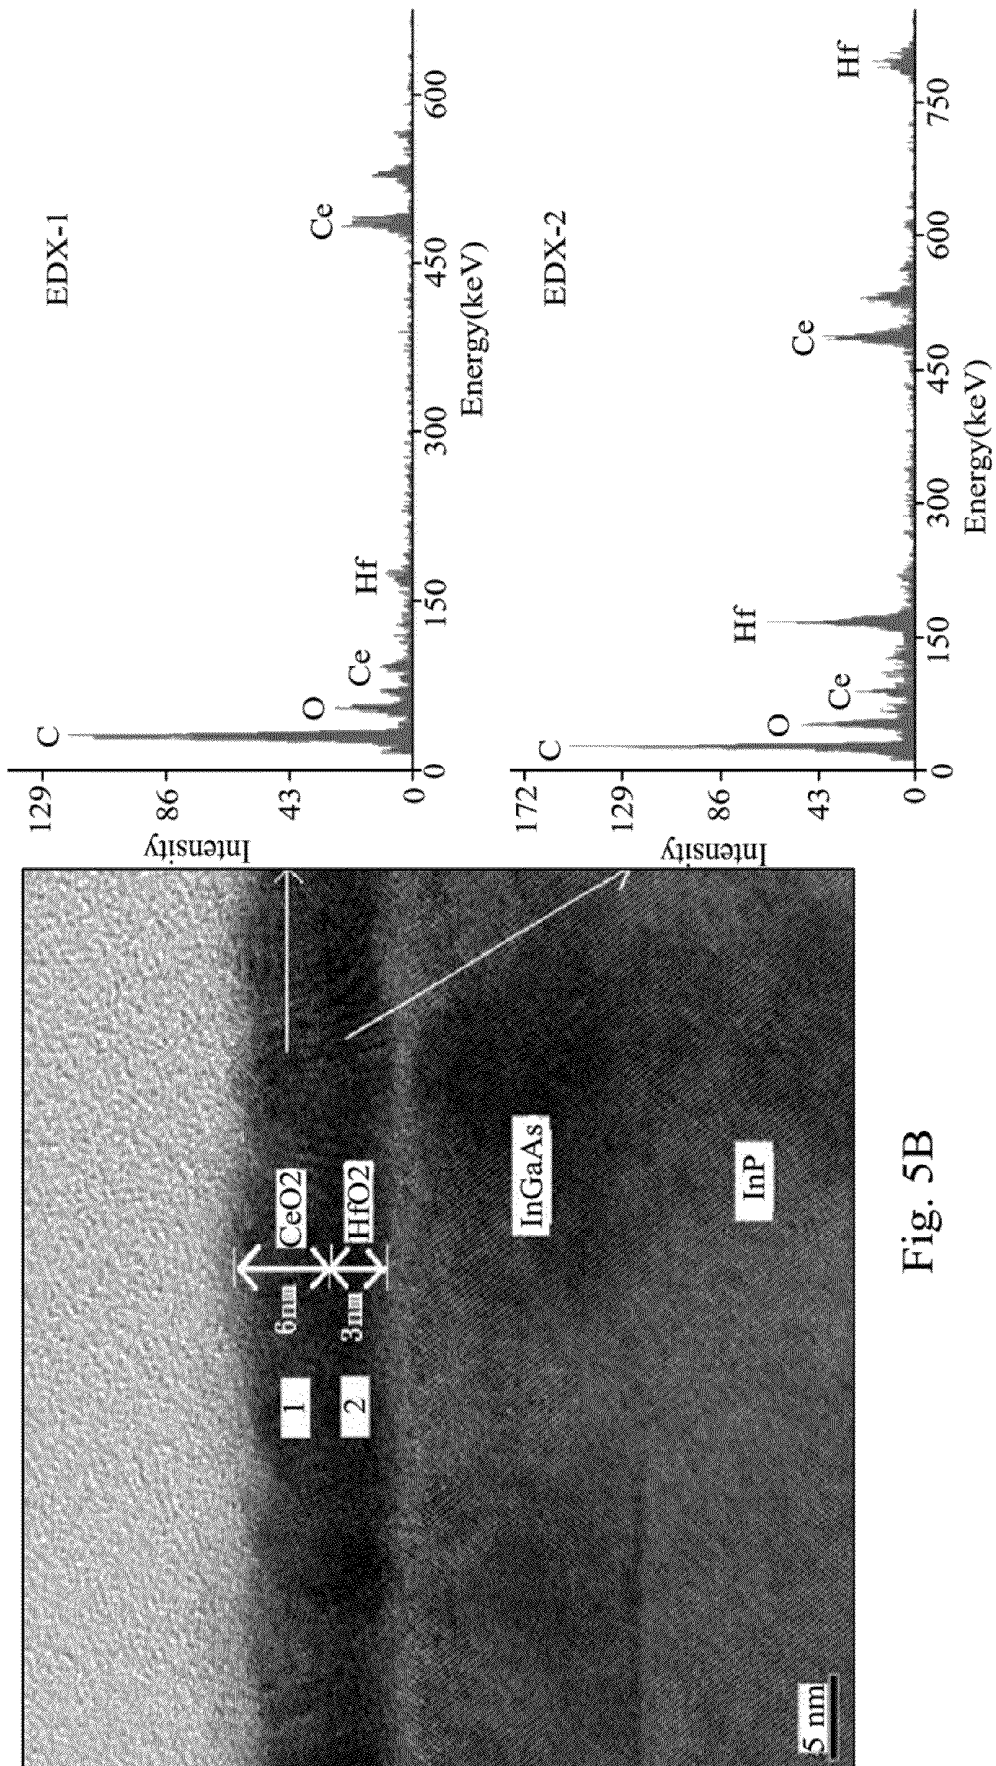 6nm
CeO2
1
3nm
HfO2
2
InGaAs
InP
5 nm
EDX-1
Intensity
129
86
43
0
C
O
Ce
Hf
Ce
0
150
300
450
600
Energy(keV)
EDX-2
Intensity
172
129
86
43
0
C
O
Ce
Hf
Ce
Hf
0
150
300
450
600
750
Energy(keV)
Fig. 5B